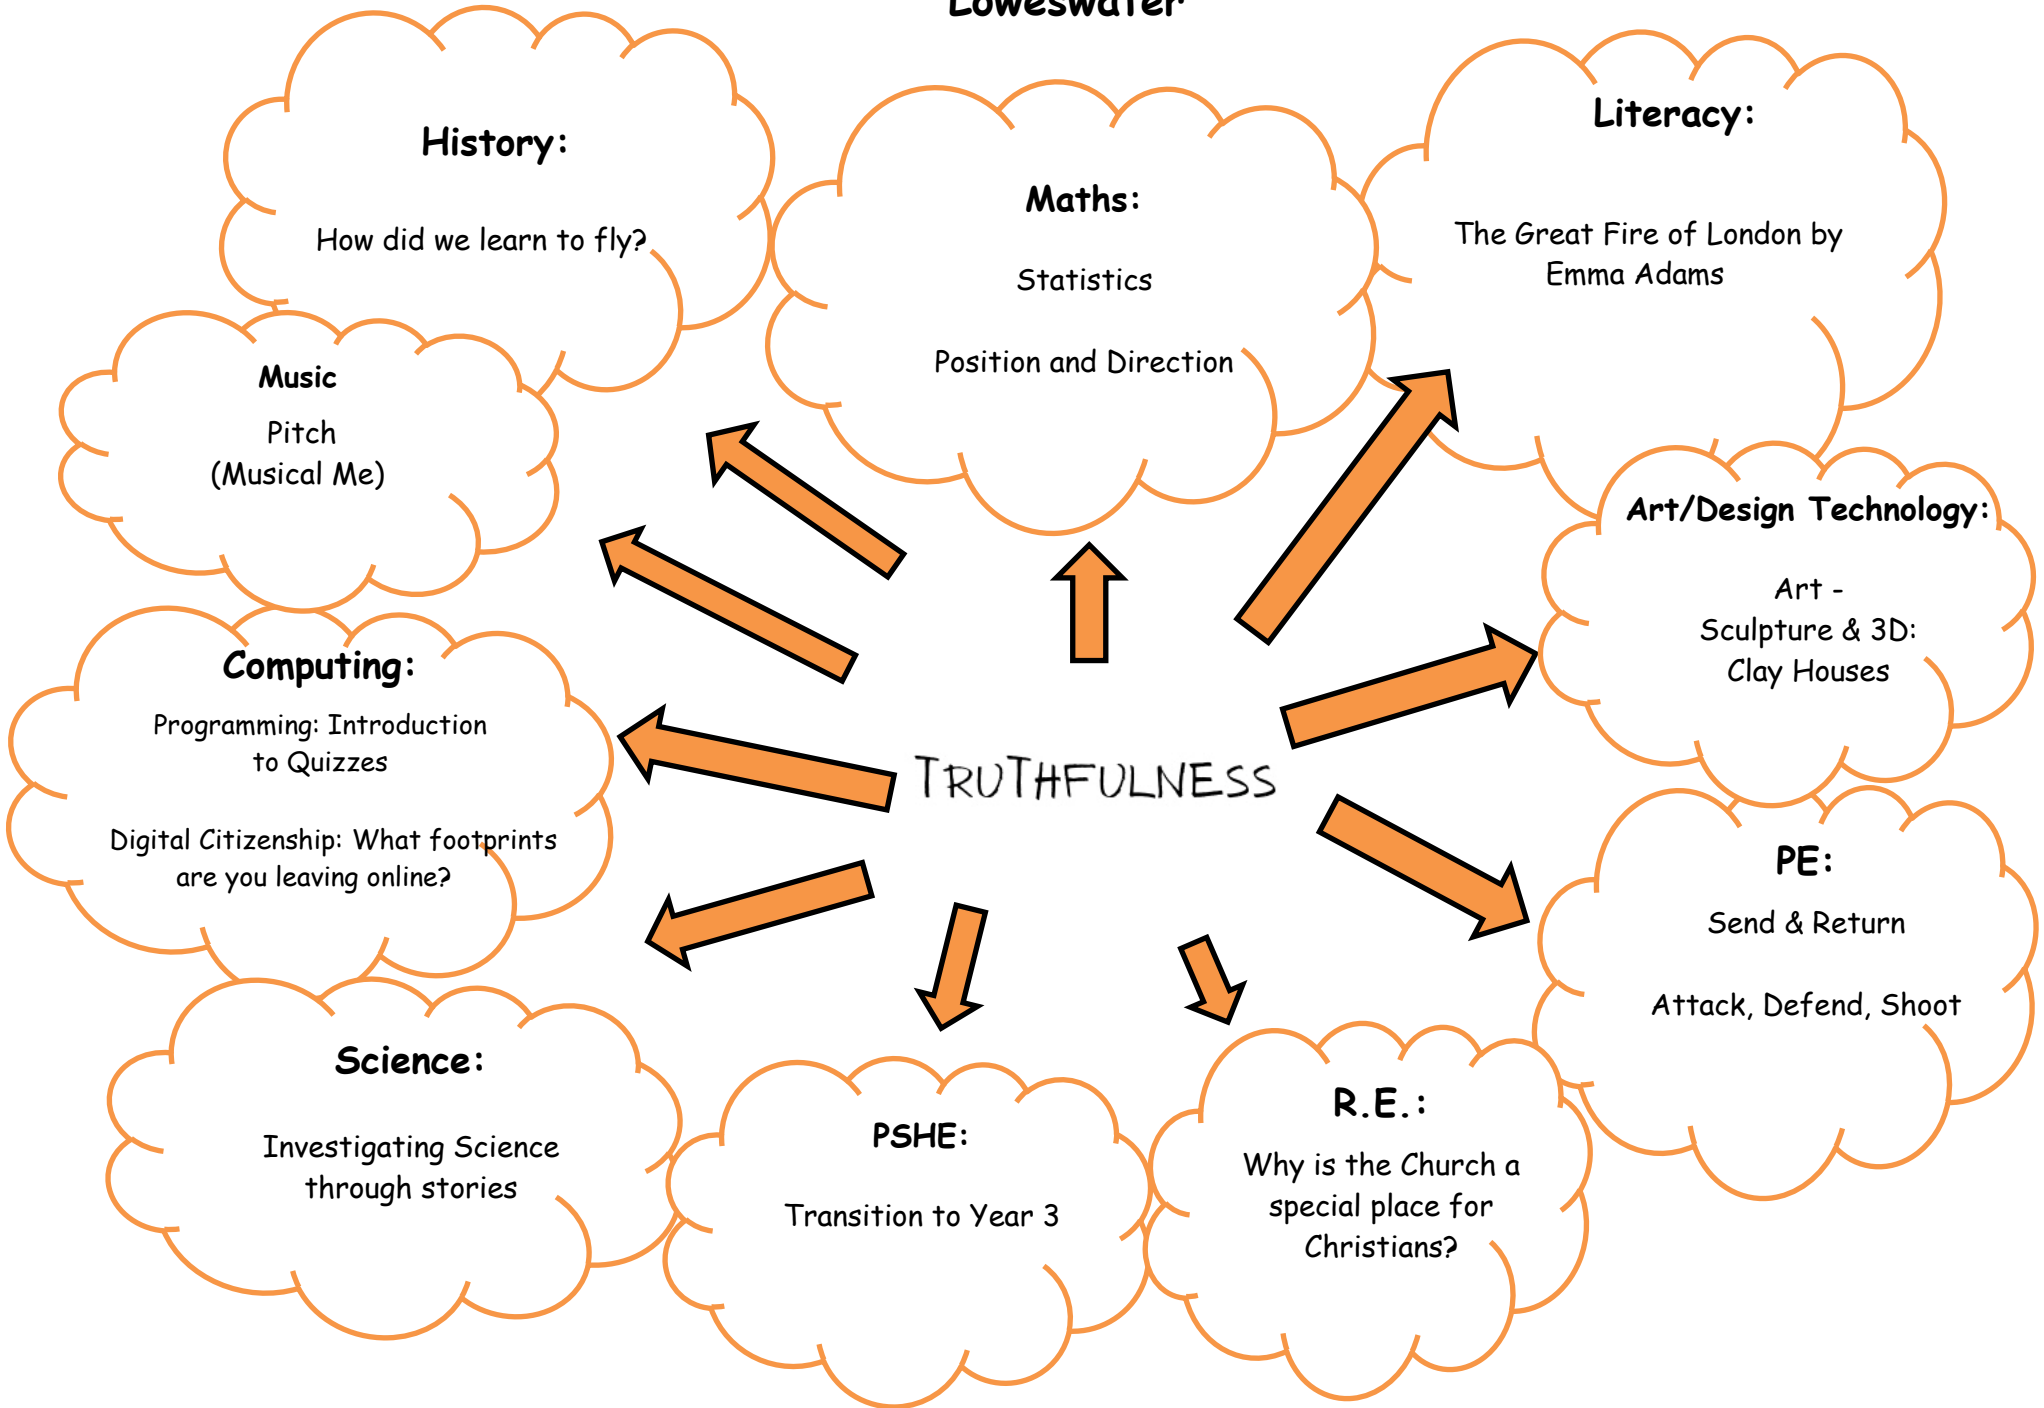 Loweswater
History:
How did we learn to fly?
Maths:
Statistics
Position and Direction
Literacy:
The Great Fire of London by
Emma Adams
Music
Pitch
(Musical Me)
Art/Design Technology:
Art -
Sculpture & 3D:
Clay Houses
Computing:
Programming: Introduction
to Quizzes
Digital Citizenship: What footprints
are you leaving online?
TRUTHFULNESS
PE:
Send & Return
Attack, Defend, Shoot
Science:
Investigating Science
through stories
PSHE:
Transition to Year 3
R.E.:
Why is the Church a
special place for
Christians?